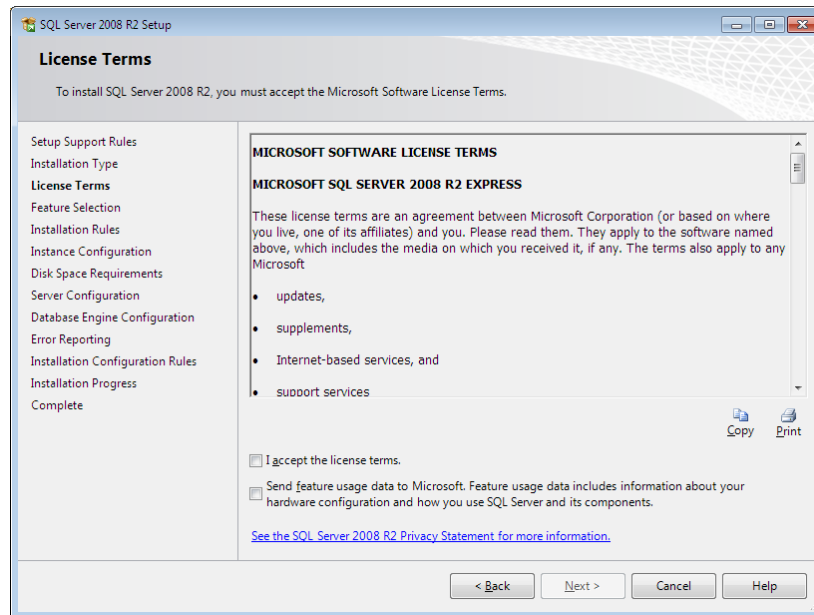 SQL Server 2008 R2 Setup
License Terms
To install SQL Server 2008 R2, you must accept the Microsoft Software License Terms.
Setup Support Rules
Installation Type
License Terms
Feature Selection
Installation Rules
Instance Configuration
Disk Space Requirements
Server Configuration
Database Engine Configuration
Error Reporting
Installation Configuration Rules
Installation Progress
Complete
MICROSOFT SOFTWARE LICENSE TERMS
MICROSOFT SQL SERVER 2008 R2 EXPRESS
These license terms are an agreement between Microsoft Corporation (or based on where
you live, one of its affiliates) and you. Please read them. They apply to the software named
above, which includes the media on which you received it, if any. The terms also apply to any
Microsoft
• updates,
• supplements,
• Internet-based services, and
• support services
Copy Print
I accept the license terms.
Send feature usage data to Microsoft. Feature usage data includes information about your
hardware configuration and how you use SQL Server and its components.
See the SQL Server 2008 R2 Privacy Statement for more information.
< Back Next > Cancel Help